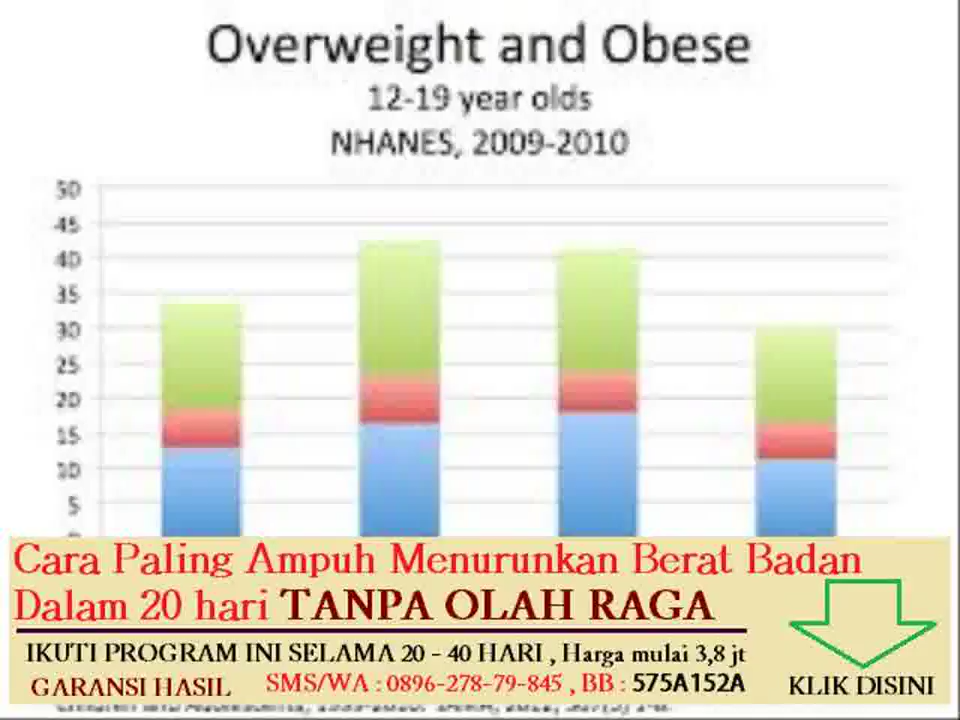 Overweight and Obese
12-19 year olds
NHANES, 2009-2010
50
45
40
35
30
25
20
15
10
5
Cara Paling Ampuh Menurunkan Berat Badan
Dalam 20 hari TANPA OLAH RAGA
IKUTI PROGRAM INI SELAMA 20 - 40 HARI , Harga mulai 3,8 jt
GARANSI HASIL SMS/WA : 0896-278-79-845 , BB : 575A152A
KLIK DISINI